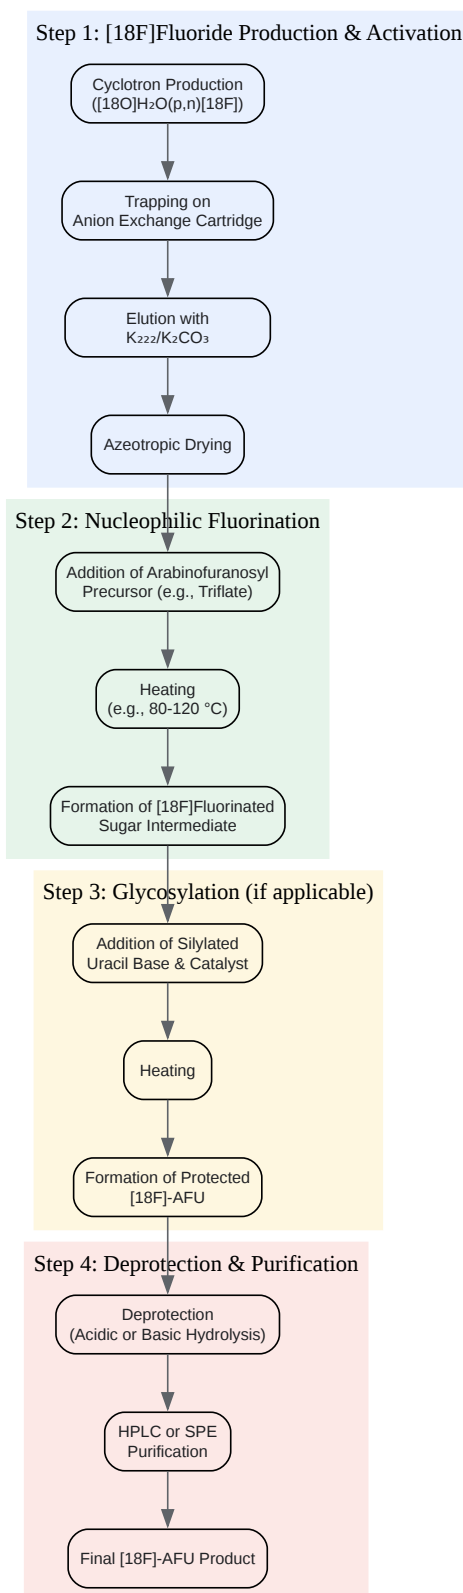 Step 1: [18F]Fluoride Production & Activation
Cyclotron Production
([18O]H₂O(p,n)[18F])
Trapping on
Anion Exchange Cartridge
Elution with
K₂₂₂/K₂CO₃
Azeotropic Drying
Step 2: Nucleophilic Fluorination
Addition of Arabinofuranosyl
Precursor (e.g., Triflate)
Heating
(e.g., 80-120 °C)
Formation of [18F]Fluorinated
Sugar Intermediate
Step 3: Glycosylation (if applicable)
Addition of Silylated
Uracil Base & Catalyst
Heating
Formation of Protected
[18F]-AFU
Step 4: Deprotection & Purification
Deprotection
(Acidic or Basic Hydrolysis)
HPLC or SPE
Purification
Final [18F]-AFU Product